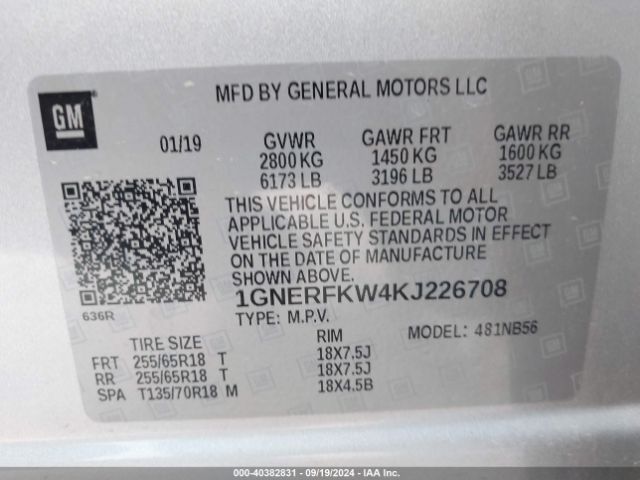 GM
MFD BY GENERAL MOTORS LLC
01/19 GVWR GAWR FRT GAWR RR
2800 KG 1450 KG 1600 KG
6173 LB 3196 LB 3527 LB
THIS VEHICLE CONFORMS TO ALL
APPLICABLE U.S. FEDERAL MOTOR
VEHICLE SAFETY STANDARDS IN EFFECT
ON THE DATE OF MANUFACTURE
SHOWN ABOVE.
636R
1GNERFKW4KJ226708
TYPE: M.P.V. MODEL: 481NB56
TIRE SIZE RIM
FRT 255/65R18 T 18X7.5J
RR 255/65R18 T 18X7.5J
SPA T135/70R18 M 18X4.5B
000-40382831 - 09/19/2024 - IAA Inc.